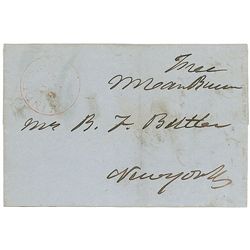 Free
M Van Buren
Mr B. F. Butler
New York